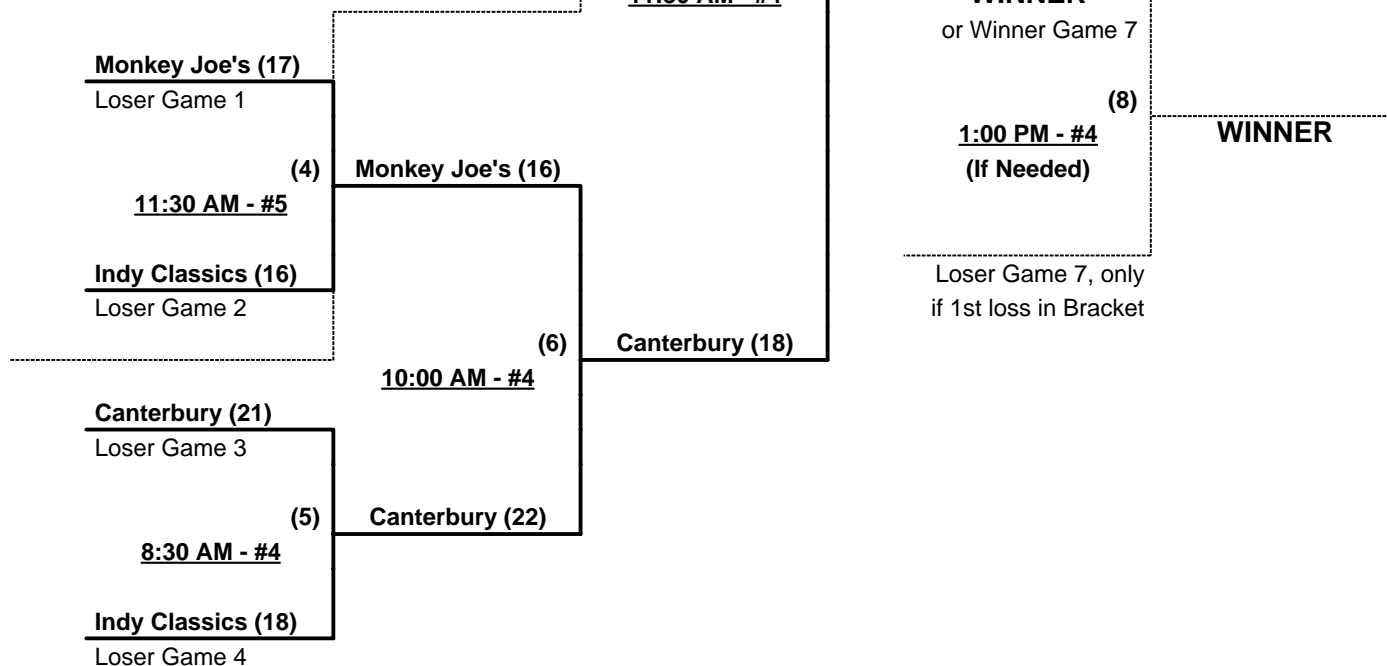 WINNER
or Winner Game 7
Monkey Joe's (17)
Loser Game 1
(8)
1:00 PM - #4
WINNER
(4)
Monkey Joe's (16)
(If Needed)
11:30 AM - #5
Indy Classics (16)
Loser Game 7, only
Loser Game 2
if 1st loss in Bracket
(6)
Canterbury (18)
10:00 AM - #4
Canterbury (21)
Loser Game 3
(5)
Canterbury (22)
8:30 AM - #4
Indy Classics (18)
Loser Game 4